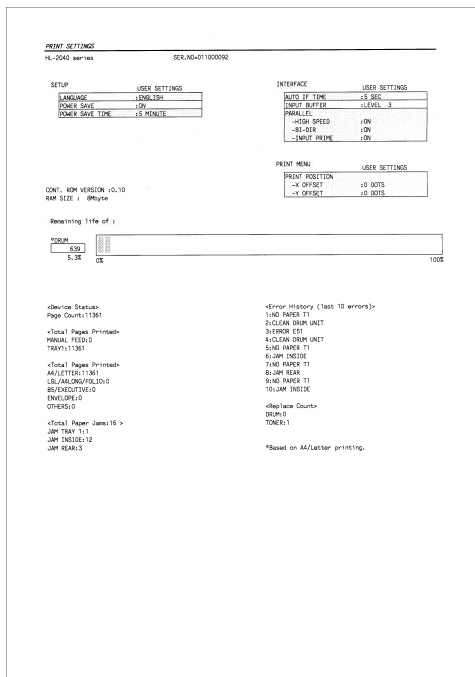 PRINT SETTINGS
HL-2040 series SER.NO=011000092
SETUP USER SETTINGS
LANGUAGE :ENGLISH
POWER SAVE :ON
POWER SAVE TIME :5 MINUTE
INTERFACE USER SETTINGS
AUTO IF TIME :5 SEC
INPUT BUFFER :LEVEL 3
PARALLEL
-HIGH SPEED :ON
-BI-DIR :ON
-INPUT PRIME :ON
PRINT MENU USER SETTINGS
PRINT POSITION
-X OFFSET :0 DOTS
-Y OFFSET :0 DOTS
CONT. ROM VERSION :0.10
RAM SIZE : 8Mbyte
Remaining life of :
*DRUM
639
5.3%
0% 100%
<Device Status>
Page Count:11361
<Total Pages Printed>
MANUAL FEED:0
TRAY1:11361
<Total Pages Printed>
A4/LETTER:11361
LGL/A4LONG/FOLIO:0
B5/EXECUTIVE:0
ENVELOPE:0
OTHERS:0
<Total Paper Jams:16 >
JAM TRAY 1:1
JAM INSIDE:12
JAM REAR:3
<Error History (last 10 errors)>
1:NO PAPER T1
2:CLEAN DRUM UNIT
3:ERROR E51
4:CLEAN DRUM UNIT
5:NO PAPER T1
6:JAM INSIDE
7:NO PAPER T1
8:JAM REAR
9:NO PAPER T1
10:JAM INSIDE
<Replace Count>
DRUM:0
TONER:1
*Based on A4/Letter printing.